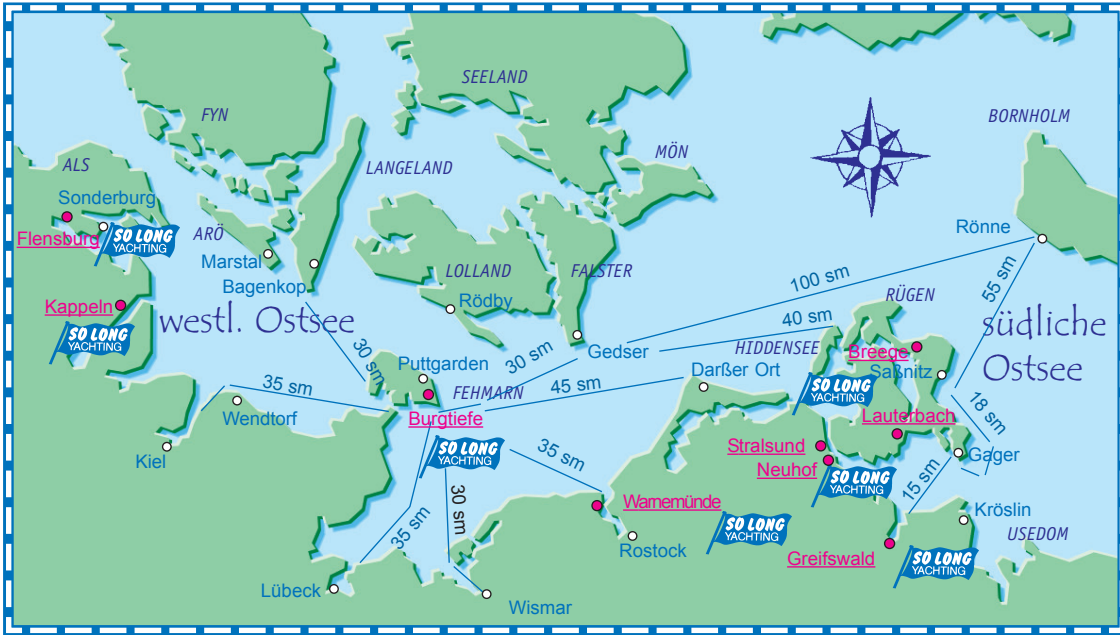 SEELAND
FYN
BORNHOLM
MÖN
ALS
LANGELAND
Sonderburg
Flensburg
SO LONG
YACHTING
ARÖ
Rönne
Marstal
LOLLAND
FALSTER
100 sm
55 sm
Bagenkop
RÜGEN
Kappeln
Rödby
westl. Ostsee
40 sm
südliche
Ostsee
SO LONG
YACHTING
30 sm
Gedser
HIDDENSEE
Breege
30 sm
Puttgarden
Darßer Ort
Saßnitz
35 sm
FEHMARN
45 sm
SO LONG
YACHTING
18 sm
Wendtorf
Burgtiefe
Lauterbach
Stralsund
SO LONG
YACHTING
35 sm
Gager
Kiel
Neuhof
SO LONG
YACHTING
15 sm
30 sm
Warnemünde
Kröslin
35 sm
SO LONG
YACHTING
USEDOM
Rostock
Greifswald
SO LONG
YACHTING
Lübeck
Wismar